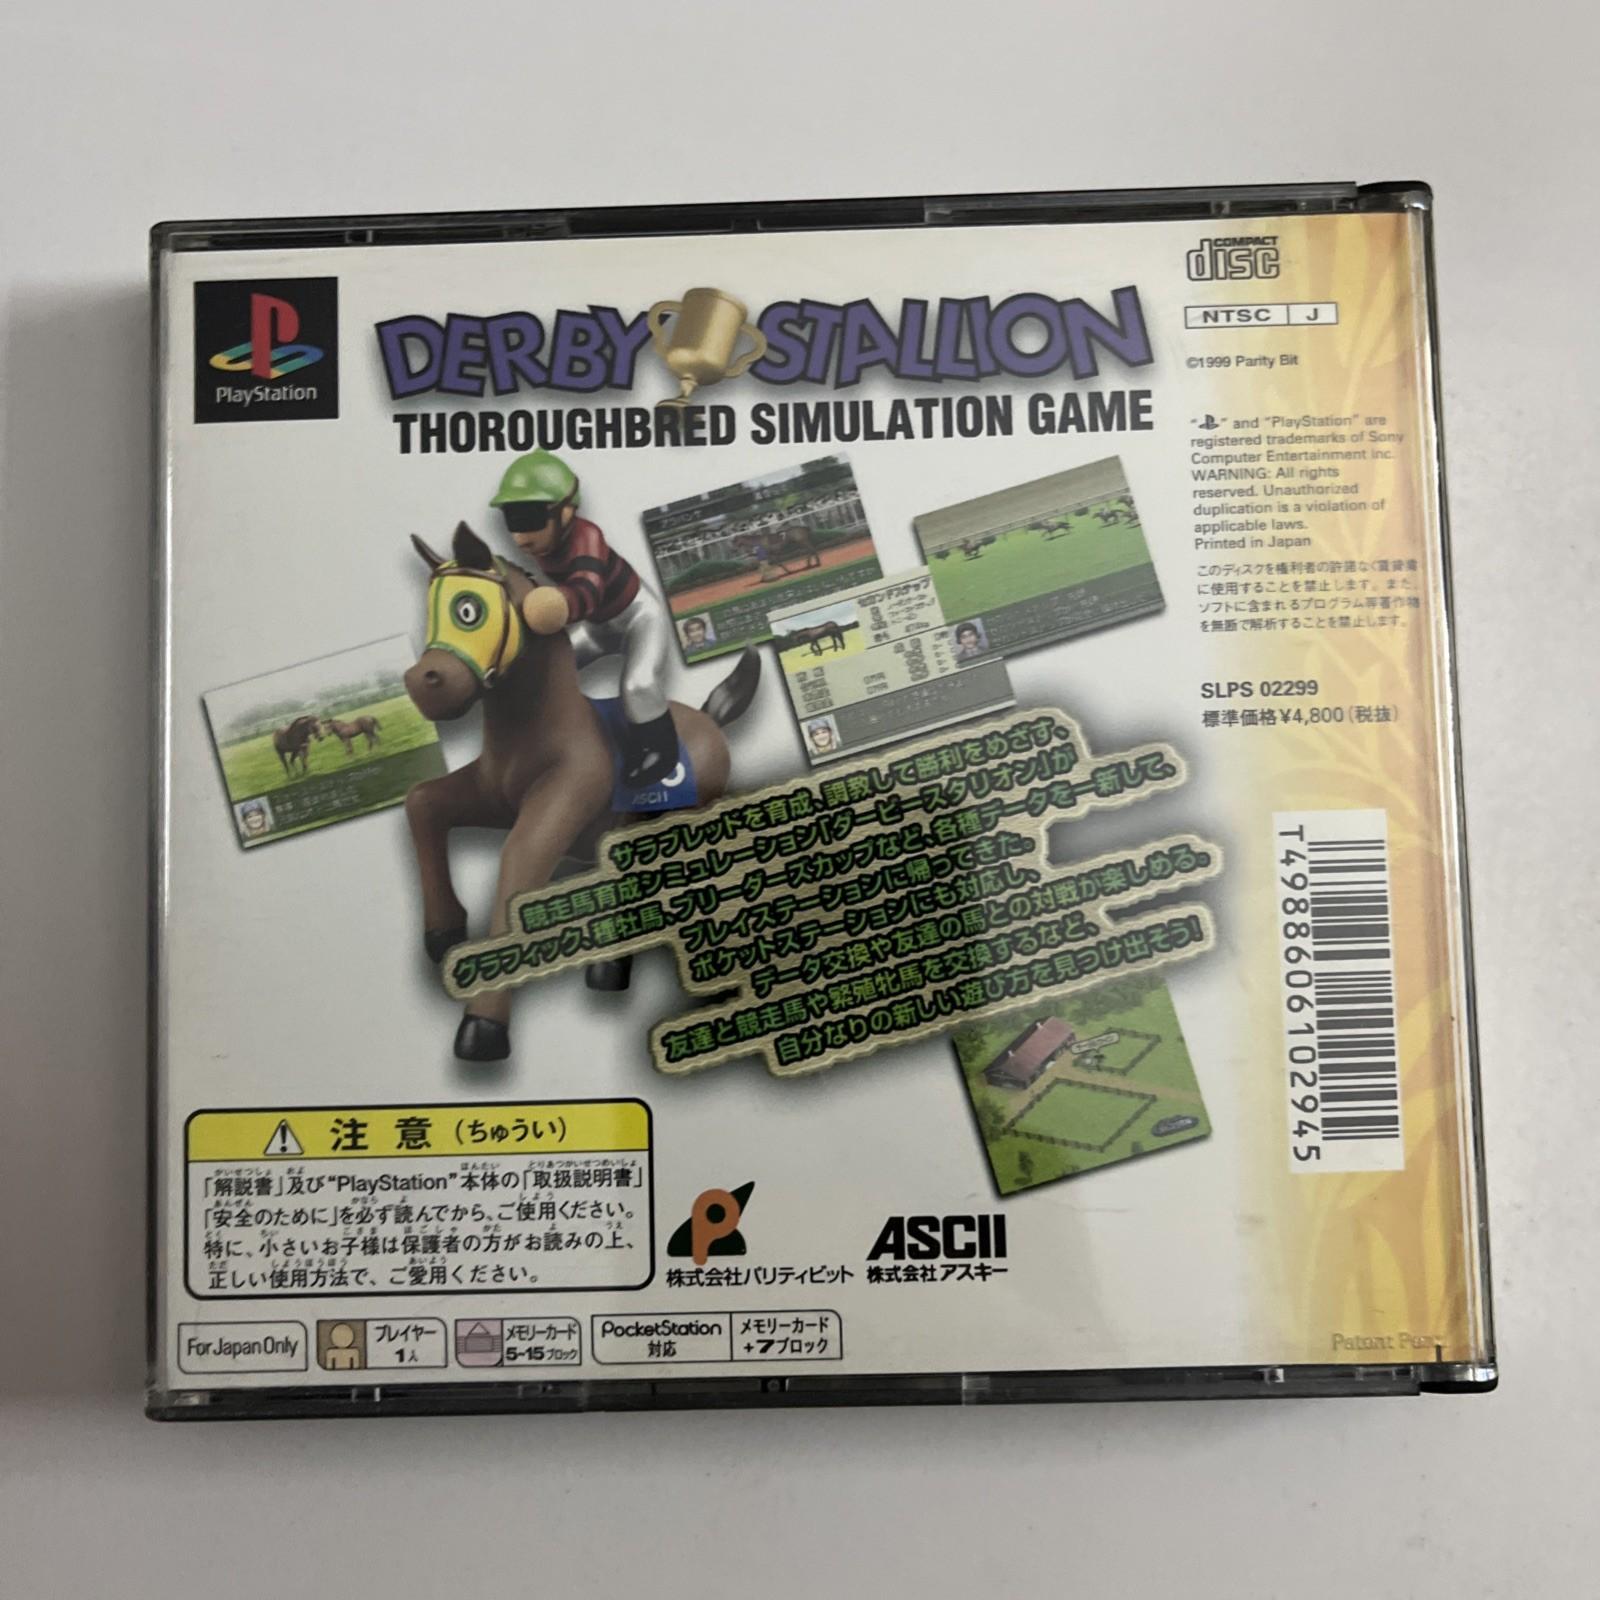 PlayStation
DERBY STALLION
THOROUGHBRED SIMULATION GAME
COMPACT
disc
NTSC J
©1999 Parity Bit
" " and "PlayStation" are
registered trademarks of Sony
Computer Entertainment Inc.
WARNING: All rights
reserved. Unauthorized
duplication is a violation of
applicable laws.
Printed in Japan
このディスクを権利者の許諾なく賃貸業
に使用することを禁止します。また、
ソフトに含まれるプログラム等著作物
を無断で解析することを禁止します。
SLPS 02299
標準価格¥4,800(税抜)
ASCII
サラブレッドを育成、調教して勝利をめざす、
競走馬育成シミュレーション「ダービースタリオン」が
グラフィック、種牡馬、ブリーダーズカップなど、各種データを一新して、
プレイステーションに帰ってきた。
ポケットステーションにも対応し、
データ交換や友達の馬との対戦が楽しめる。
友達と競走馬や繁殖牝馬を交換するなど、
自分なりの新しい遊び方を見つけ出そう!
T4988606102945
注意(ちゅうい)
「解説書」及び"PlayStation"本体の「取扱説明書」
「安全のために」を必ず読んでから、ご使用ください。
特に、小さいお子様は保護者の方がお読みの上、
正しい使用方法で、ご愛用ください。
株式会社パリティビット
ASCII
株式会社アスキー
For Japan Only
プレイヤー
1人
メモリーカード
5~15ブロック
PocketStation
対応
メモリーカード
+7ブロック